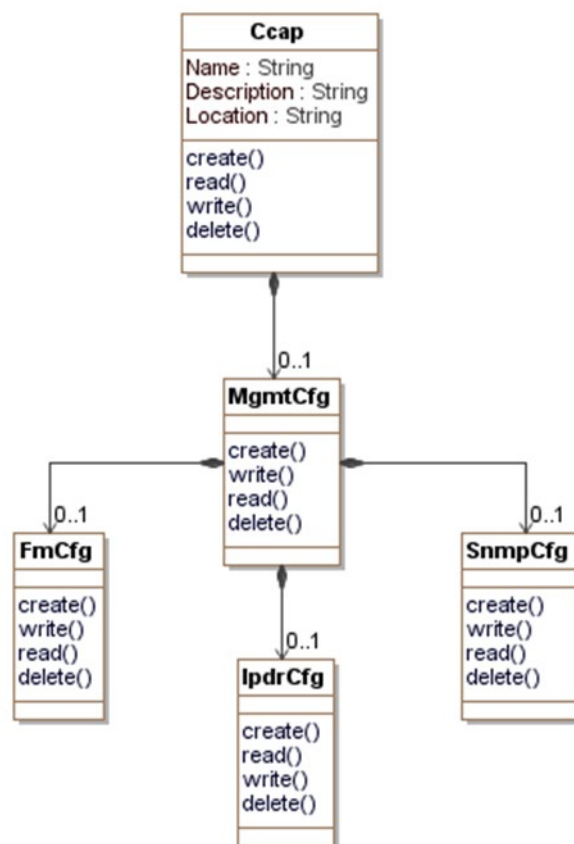 Ccap
Name : String
Description : String
Location : String
create()
read()
write()
delete()
0..1
MgmtCfg
create()
write()
read()
delete()
0..1
FmCfg
create()
write()
read()
delete()
0..1
IpdrCfg
create()
read()
write()
delete()
0..1
SnmpCfg
create()
write()
read()
delete()